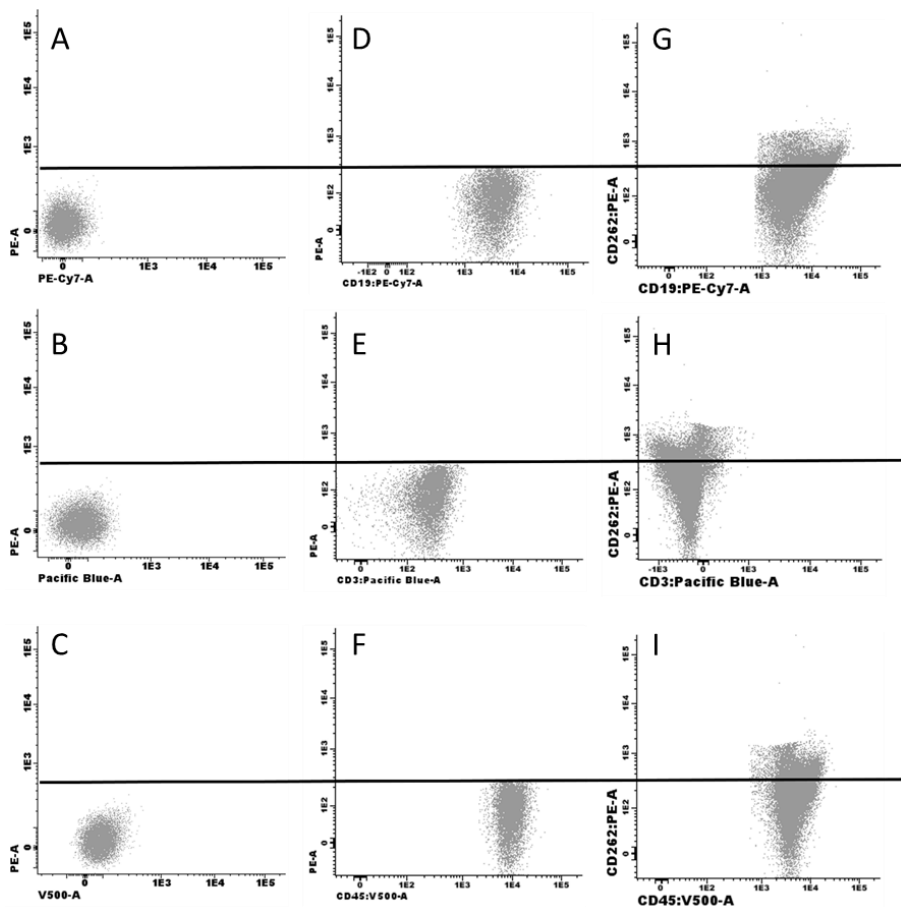 A
1E5
1E4
1E3
0
PE-A
0 1E3 1E4 1E5
PE-Cy7-A
D
1E5
1E4
1E3
1E2
0
PE-A
-1E2 0 1E2 1E3 1E4 1E5
CD19:PE-Cy7-A
G
1E5
1E4
1E3
1E2
0
CD262:PE-A
0 1E2 1E3 1E4 1E5
CD19:PE-Cy7-A
B
1E5
1E4
1E3
0
PE-A
0 1E3 1E4 1E5
Pacific Blue-A
E
1E5
1E4
1E3
1E2
0
PE-A
0 1E2 1E3 1E4 1E5
CD3:Pacific Blue-A
H
1E5
1E4
1E3
1E2
0
CD262:PE-A
-1E3 0 1E3 1E4 1E5
CD3:Pacific Blue-A
C
1E5
1E4
1E3
0
PE-A
0 1E3 1E4 1E5
V500-A
F
1E5
1E4
1E3
1E2
0
PE-A
0 1E2 1E3 1E4 1E5
CD45:V500-A
I
1E5
1E4
1E3
1E2
0
CD262:PE-A
0 1E2 1E3 1E4 1E5
CD45:V500-A